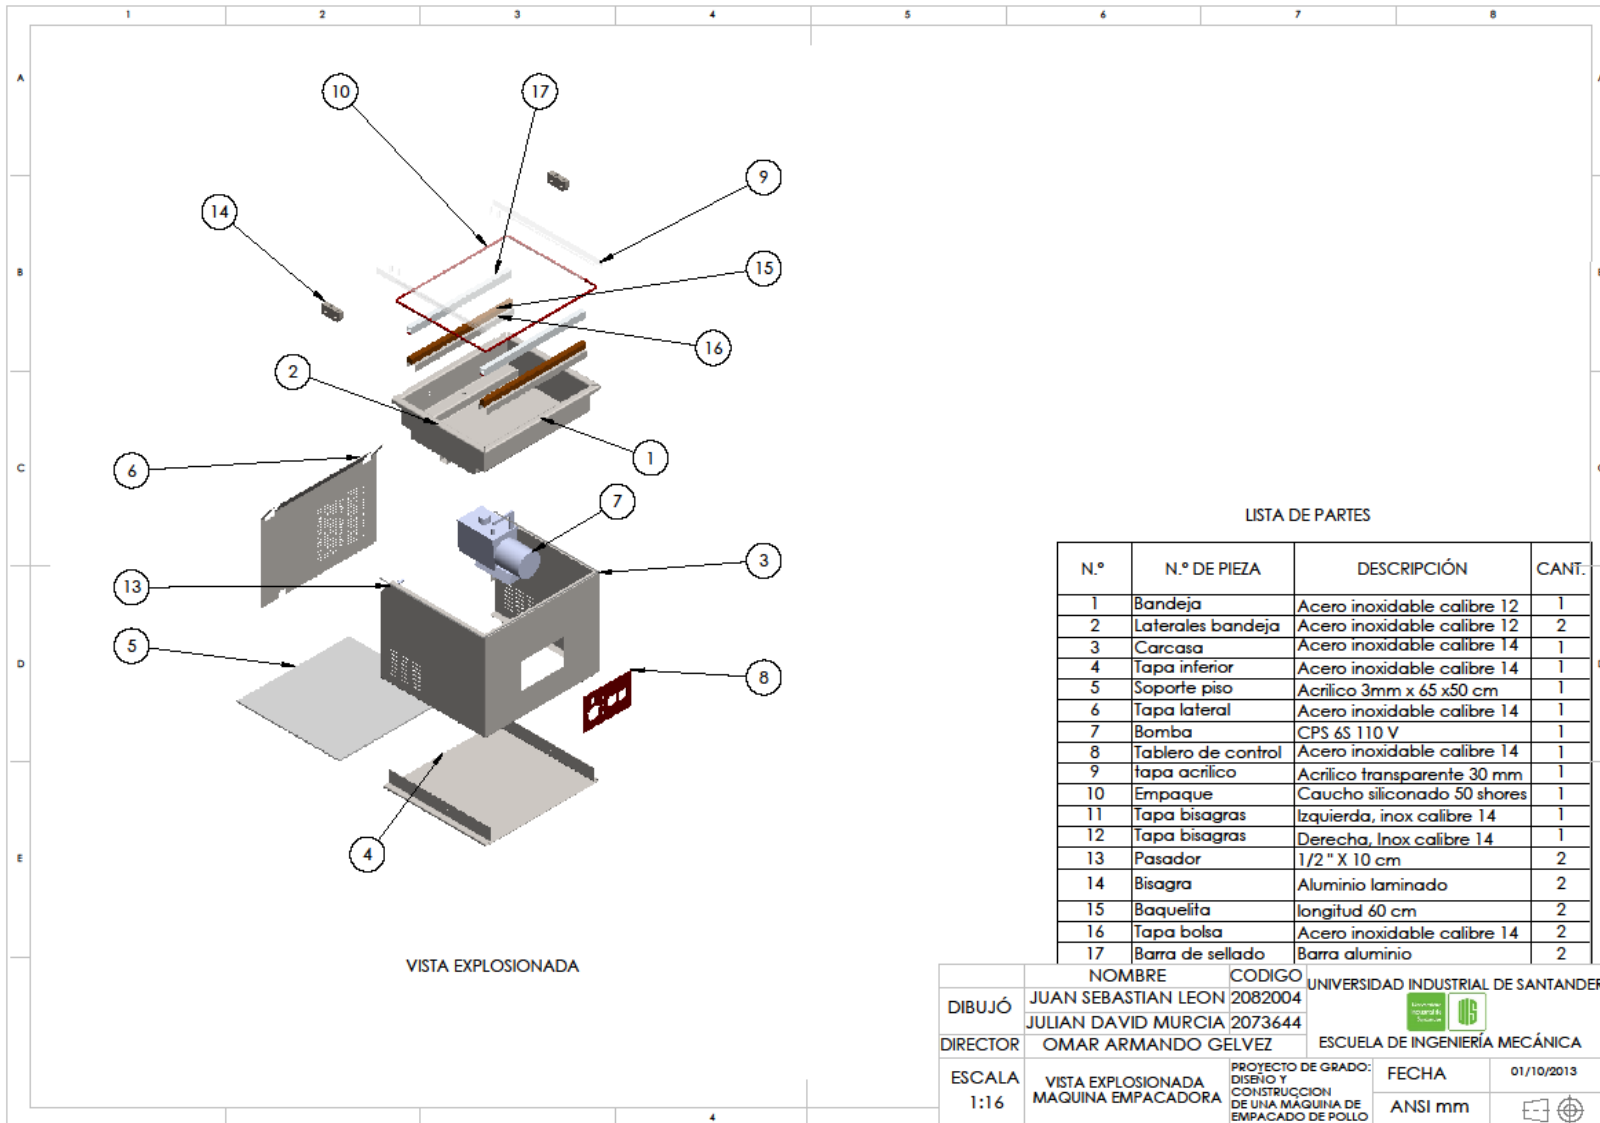 1 2 3 4 5 6 7 8
A
B
C
D
E
10
17
9
14
15
16
2
1
6
7
3
13
5
8
4
VISTA EXPLOSIONADA
LISTA DE PARTES
N.º N.º DE PIEZA DESCRIPCIÓN CANT.
1 Bandeja Acero inoxidable calibre 12 1
2 Laterales bandeja Acero inoxidable calibre 12 2
3 Carcasa Acero inoxidable calibre 14 1
4 Tapa inferior Acero inoxidable calibre 14 1
5 Soporte piso Acrilico 3mm x 65 x50 cm 1
6 Tapa lateral Acero inoxidable calibre 14 1
7 Bomba CPS 6S 110 V 1
8 Tablero de control Acero inoxidable calibre 14 1
9 tapa acrilico Acrilico transparente 30 mm 1
10 Empaque Caucho siliconado 50 shores 1
11 Tapa bisagras Izquierda, inox calibre 14 1
12 Tapa bisagras Derecha, Inox calibre 14 1
13 Pasador 1/2 " X 10 cm 2
14 Bisagra Aluminio laminado 2
15 Baquelita longitud 60 cm 2
16 Tapa bolsa Acero inoxidable calibre 14 2
17 Barra de sellado Barra aluminio 2
NOMBRE CODIGO
DIBUJÓ JUAN SEBASTIAN LEON 2082004
JULIAN DAVID MURCIA 2073644
DIRECTOR OMAR ARMANDO GELVEZ
UNIVERSIDAD INDUSTRIAL DE SANTANDER
UIS
ESCUELA DE INGENIERÍA MECÁNICA
ESCALA
1:16
VISTA EXPLOSIONADA
MAQUINA EMPACADORA
PROYECTO DE GRADO:
DISEÑO Y
CONSTRUCCION
DE UNA MÁQUINA DE
EMPACADO DE POLLO
FECHA 01/10/2013
ANSI mm
4